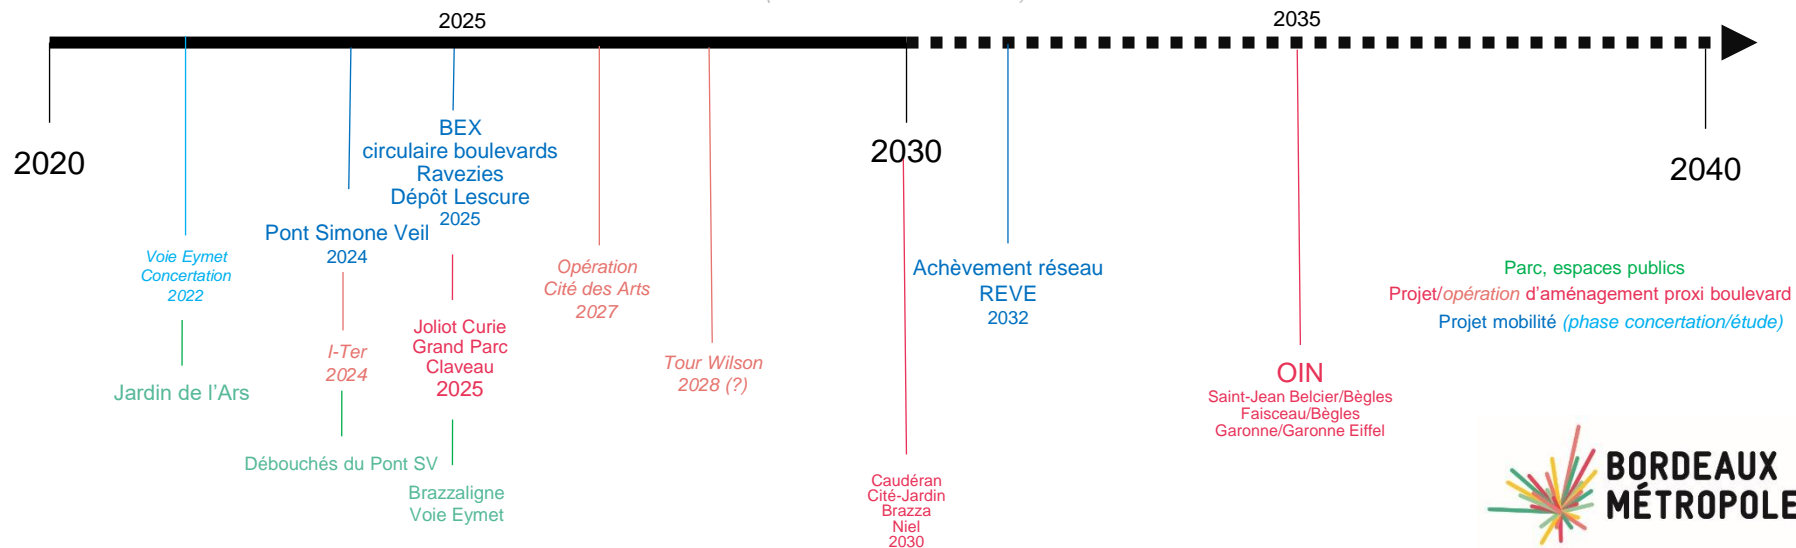 2025
2035
2020
2030
2040
Voie Eymet
Concertation
2022
Jardin de l'Ars
Pont Simone Veil
2024
I-Ter
2024
Débouchés du Pont SV
BEX
circulaire boulevards
Ravezies
Dépôt Lescure
2025
Joliot Curie
Grand Parc
Claveau
2025
Brazzaligne
Voie Eymet
Opération
Cité des Arts
2027
Tour Wilson
2028 (?)
Caudéran
Cité-Jardin
Brazza
Niel
2030
Achèvement réseau
REVE
2032
OIN
Saint-Jean Belcier/Bègles
Faisceau/Bègles
Garonne/Garonne Eiffel
Parc, espaces publics
Projet/opération d'aménagement proxi boulevard
Projet mobilité (phase concertation/étude)
BORDEAUX
MÉTROPOLE